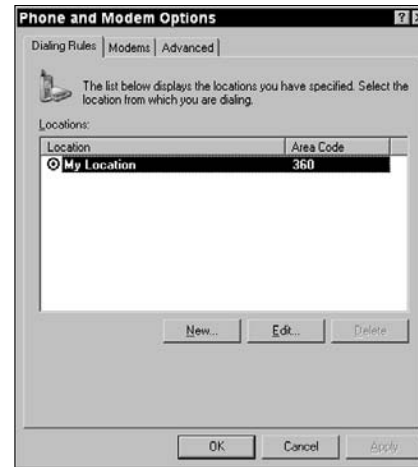 Phone and Modem Options
Dialing Rules Modems Advanced
The list below displays the locations you have specified. Select the
location from which you are dialing.
Locations:
Location Area Code
My Location 360
New... Edit... Delete
OK Cancel Apply